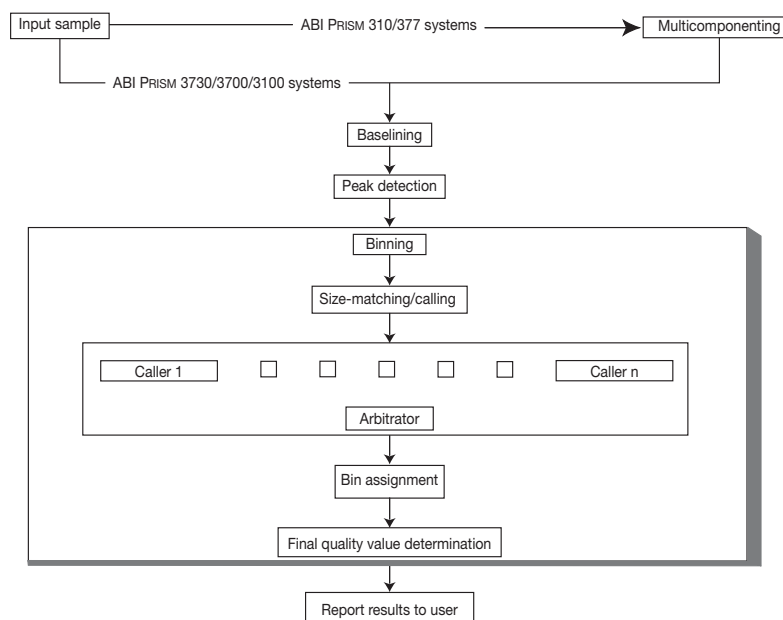 Input sample
ABI PRISM 310/377 systems
Multicomponenting
ABI PRISM 3730/3700/3100 systems
Baselining
Peak detection
Binning
Size-matching/calling
Caller 1
Caller n
Arbitrator
Bin assignment
Final quality value determination
Report results to user